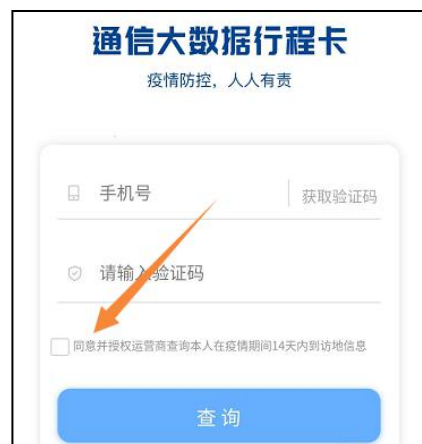 通信大数据行程卡
疫情防控，人人有责
手机号 获取验证码
请输入验证码
同意并授权运营商查询本人在疫情期间14天内到访地信息
查询